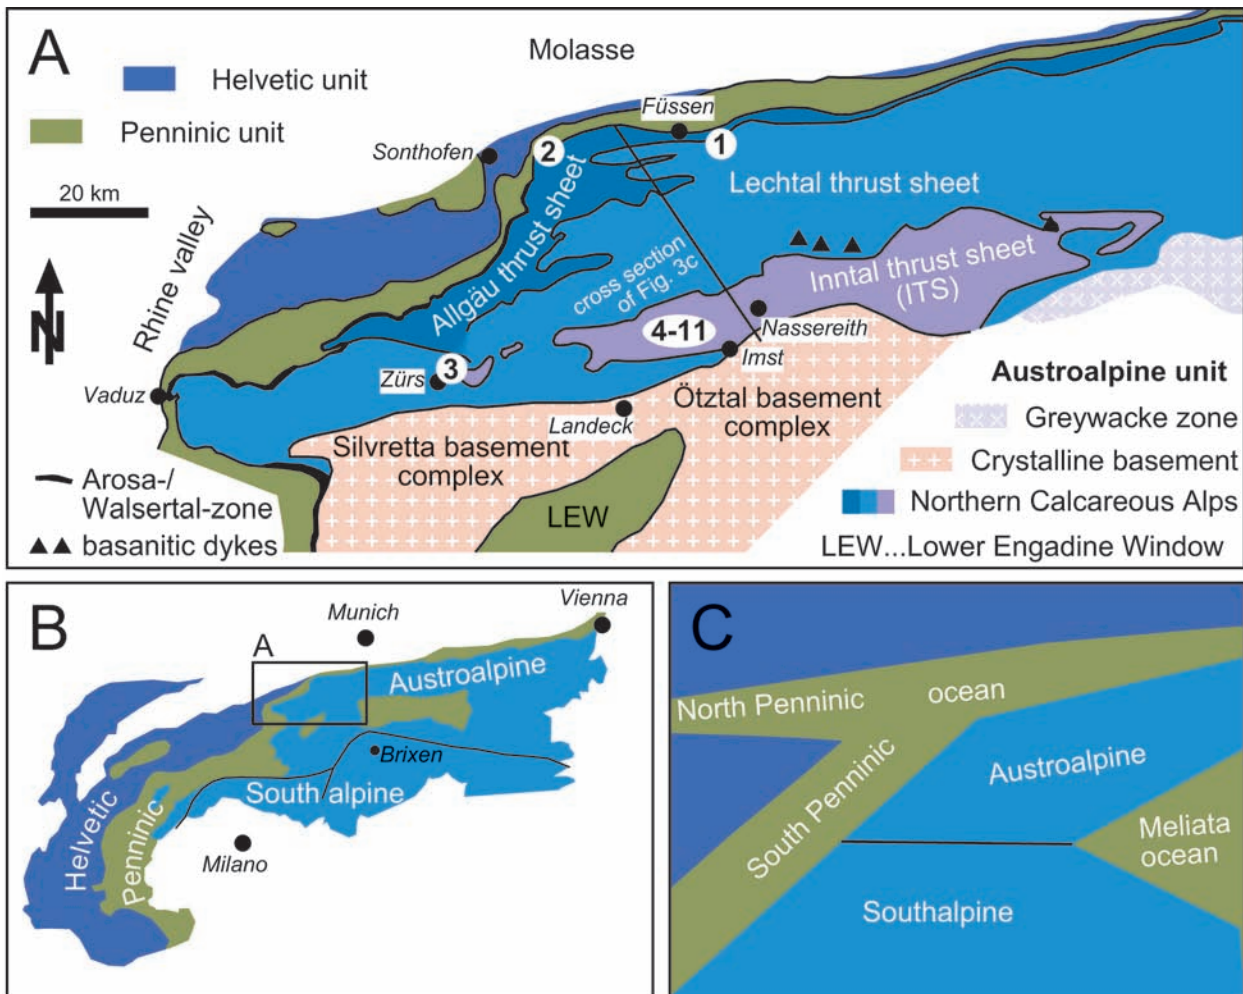 A
Molasse
Helvetic unit
Penninic unit
Füssen
Sonthofen
2
1
20 km
Lechtal thrust sheet
Rhine valley
Allgäu thrust sheet
cross section
of Fig. 3c
Inntal thrust sheet
(ITS)
N
4-11
Nassereith
Imst
3
Zürs
Vaduz
Landeck
Ötztal basement
complex
Silvretta basement
complex
LEW
Austroalpine unit
Greywacke zone
Crystalline basement
Northern Calcareous Alps
LEW...Lower Engadine Window
Arosa-/
Walsertal-zone
basanitic dykes
B
Munich
Vienna
A
Austroalpine
Brixen
South alpine
Helvetic
Penninic
Milano
C
North Penninic ocean
South Penninic
Austroalpine
Meliata
ocean
Southalpine